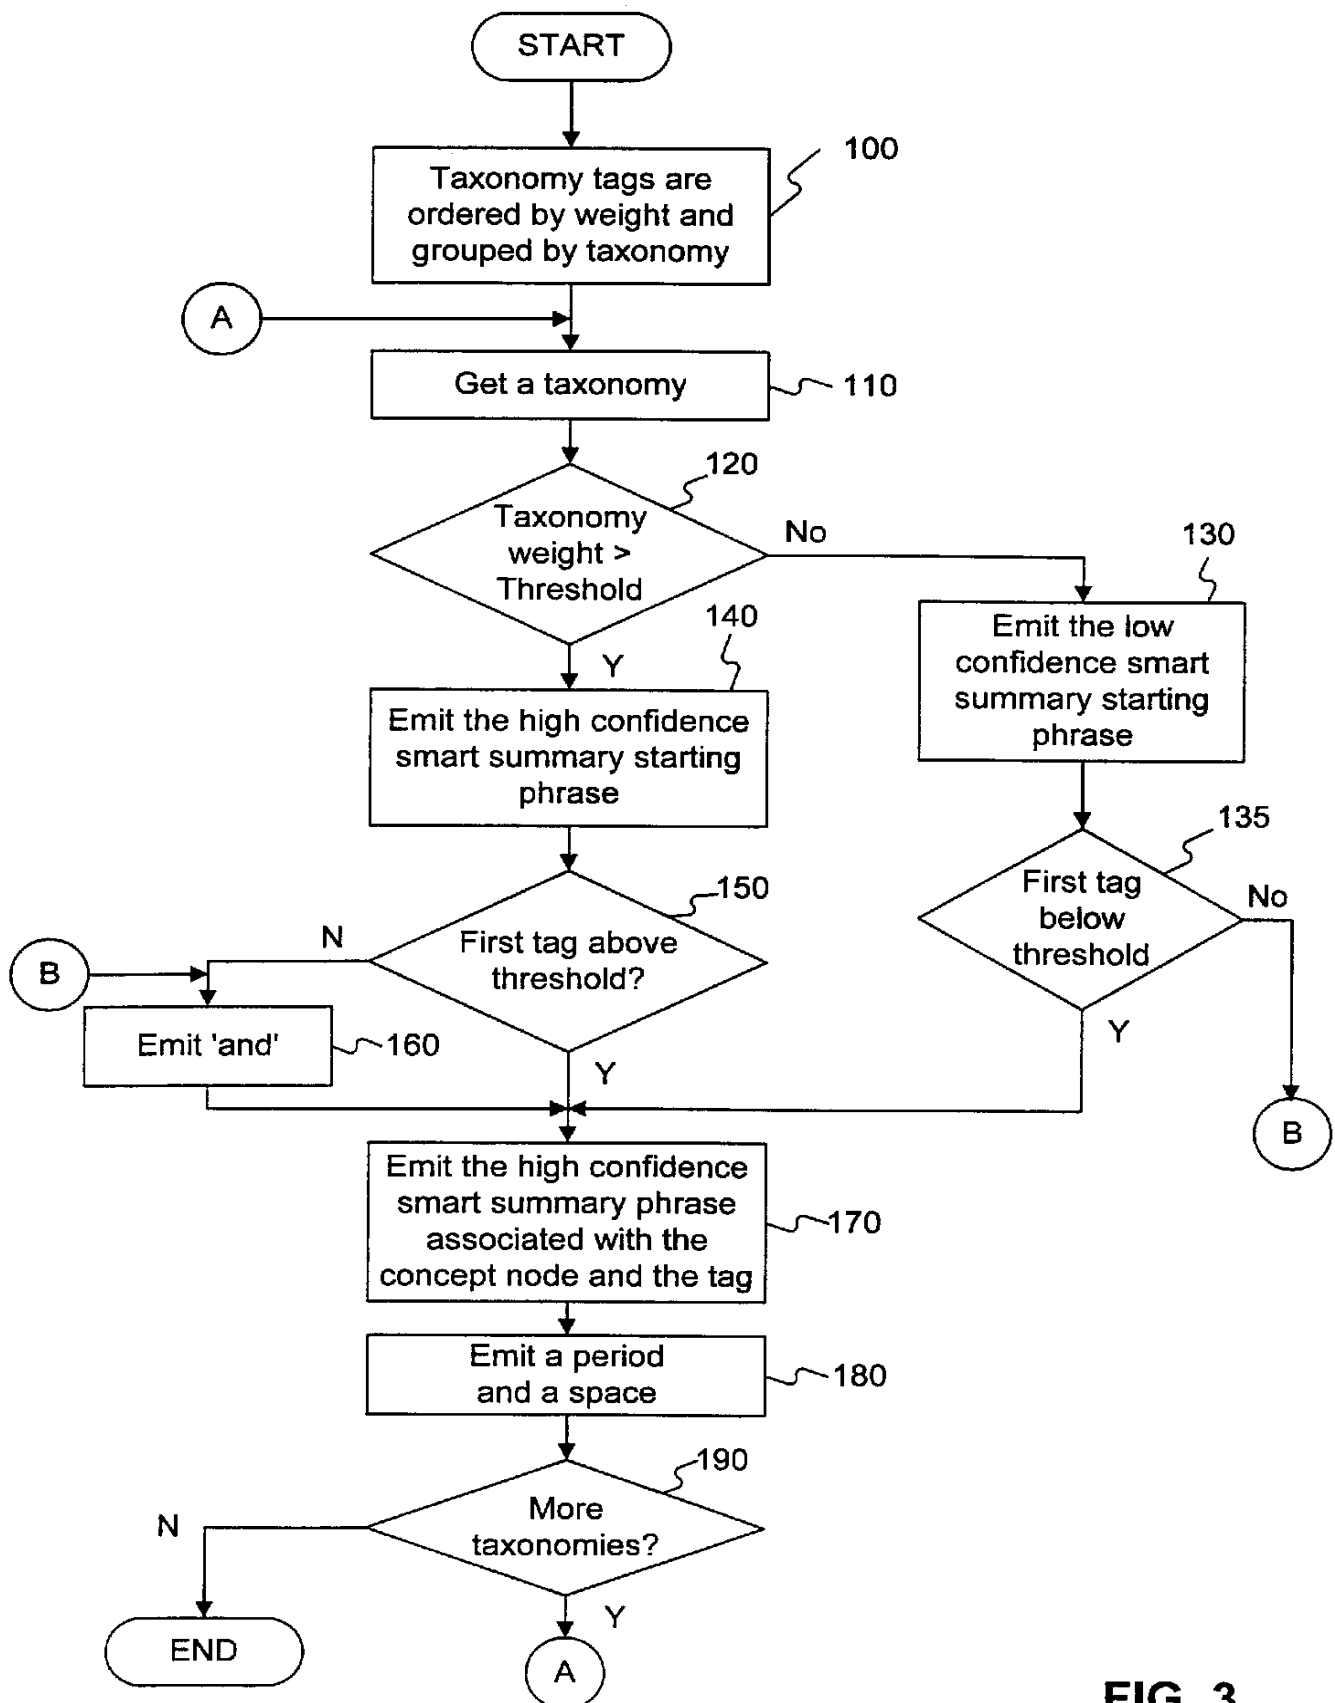 START
100
Taxonomy tags are
ordered by weight and
grouped by taxonomy
A
Get a taxonomy
110
120
Taxonomy
weight >
Threshold
No
130
Emit the low
confidence smart
summary starting
phrase
140
Y
Emit the high confidence
smart summary starting
phrase
135
First tag
below
threshold
No
150
N
First tag above
threshold?
B
Emit 'and'
160
Y
Y
B
Emit the high confidence
smart summary phrase
associated with the
concept node and the tag
170
Emit a period
and a space
180
190
More
taxonomies?
N
Y
END
A
FIG. 3